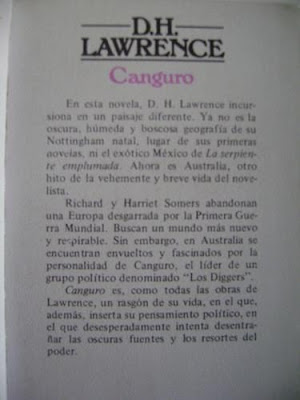 D.H.
LAWRENCE
Canguro
En esta novela, D. H. Lawrence incur-
siona en un paisaje diferente. Ya no es la
oscura, húmeda y boscosa geografía de su
Nottingham natal, lugar de sus primeras
novelas, ni el exótico México de La serpien-
te emplumada. Ahora es Australia, otro
hito de la vehemente y breve vida del nove-
lista.
Richard y Harriet Somers abandonan
una Europa desgarrada por la Primera Gue-
rra Mundial. Buscan un mundo más nuevo
y respirable. Sin embargo, en Australia se
encuentran envueltos y fascinados por la
personalidad de Canguro, el líder de un
grupo político denominado "Los Diggers".
Canguro es, como todas las obras de
Lawrence, un rasgón de su vida, en el que,
además, inserta su pensamiento político, en
el que desesperadamente intenta desentra-
ñar las oscuras fuentes y los resortes del
poder.